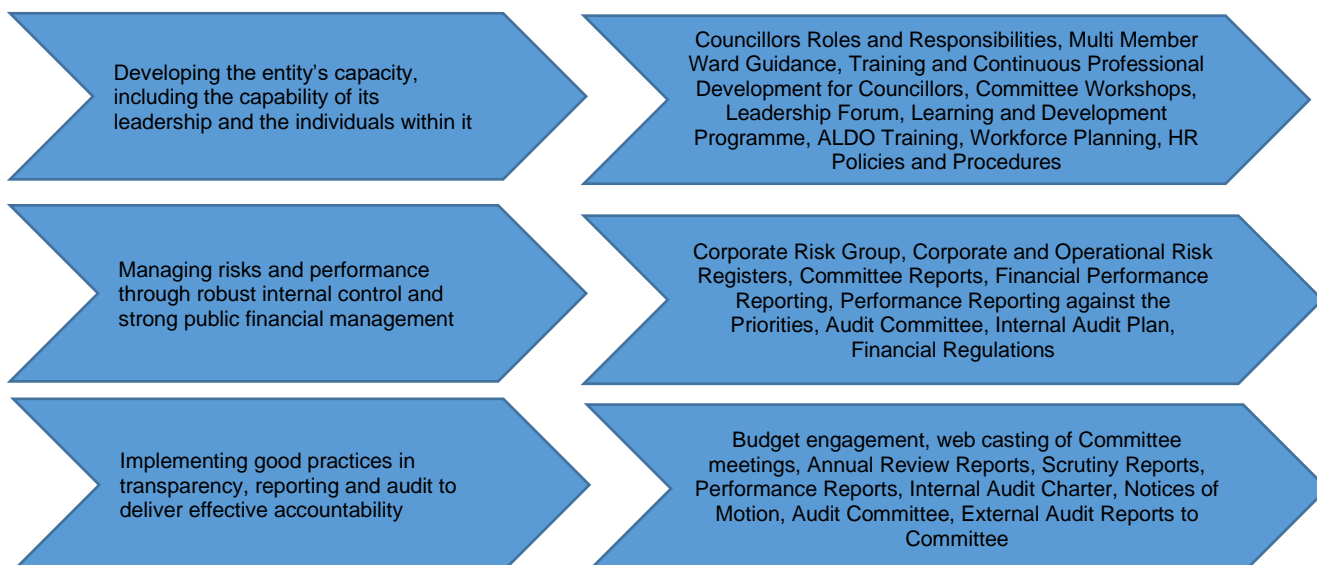 Developing the entity's capacity,
including the capability of its
leadership and the individuals within it
Councillors Roles and Responsibilities, Multi Member
Ward Guidance, Training and Continuous Professional
Development for Councillors, Committee Workshops,
Leadership Forum, Learning and Development
Programme, ALDO Training, Workforce Planning, HR
Policies and Procedures
Managing risks and performance
through robust internal control and
strong public financial management
Corporate Risk Group, Corporate and Operational Risk
Registers, Committee Reports, Financial Performance
Reporting, Performance Reporting against the
Priorities, Audit Committee, Internal Audit Plan,
Financial Regulations
Implementing good practices in
transparency, reporting and audit to
deliver effective accountability
Budget engagement, web casting of Committee
meetings, Annual Review Reports, Scrutiny Reports,
Performance Reports, Internal Audit Charter, Notices of
Motion, Audit Committee, External Audit Reports to
Committee